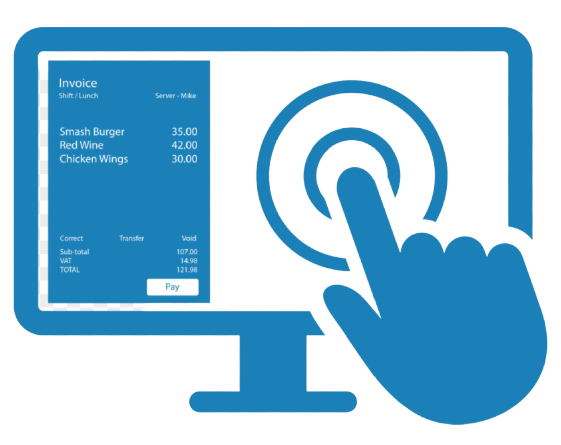 Invoice
Shift / Lunch Server - Mike
Smash Burger 35.00
Red Wine 42.00
Chicken Wings 30.00
Correct Transfer Void
Sub-total 107.00
VAT 14.98
TOTAL 121.98
Pay